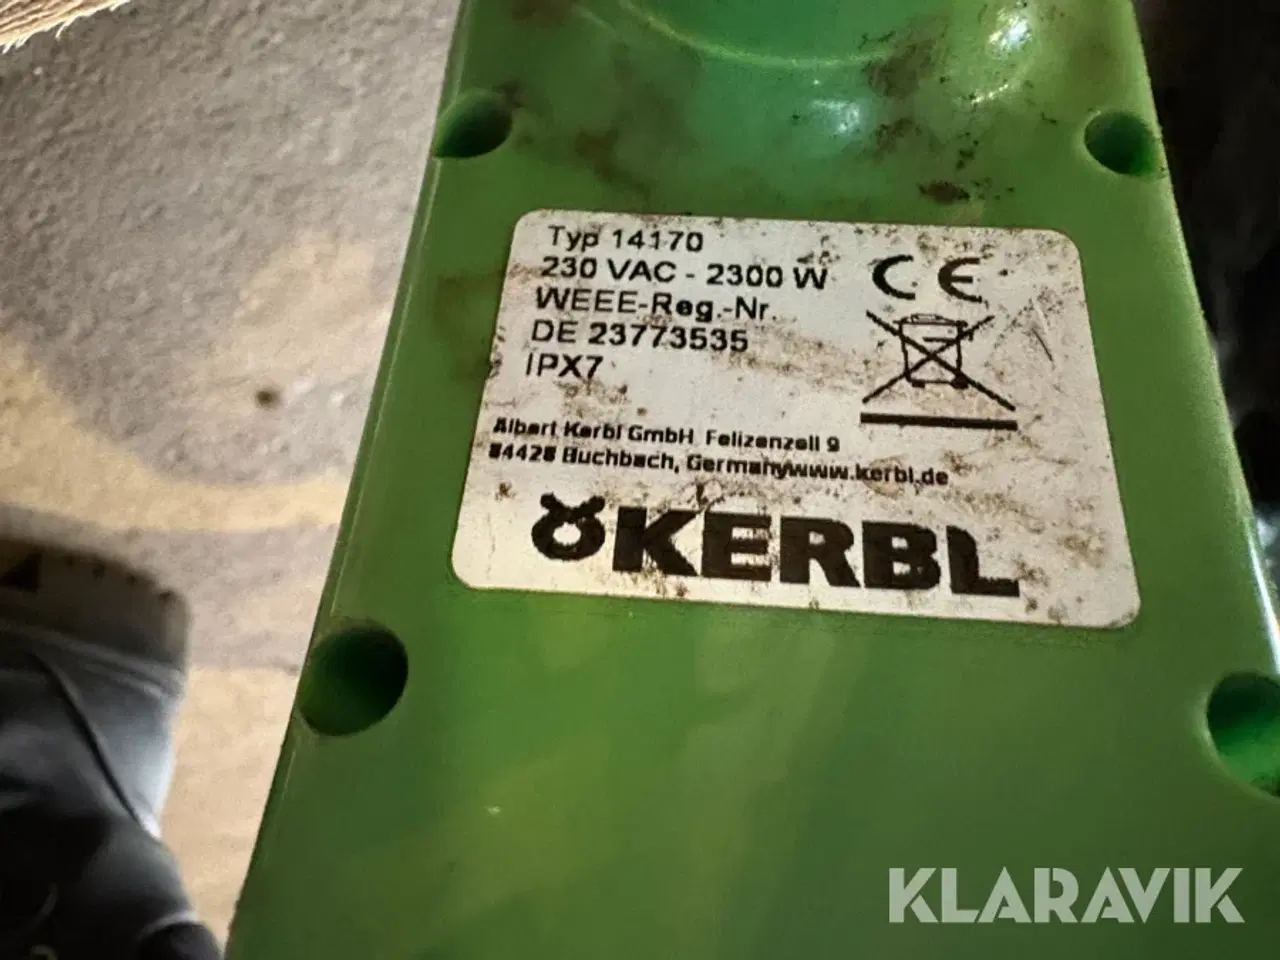 Typ 14170
230 VAC - 2300 W
WEEE-Reg.-Nr.
DE 23773535
IPX7
CE
Albert Kerbl GmbH Felizenzell 9
84428 Buchbach, Germanywww.kerbl.de
KERBL
KLARAVIK